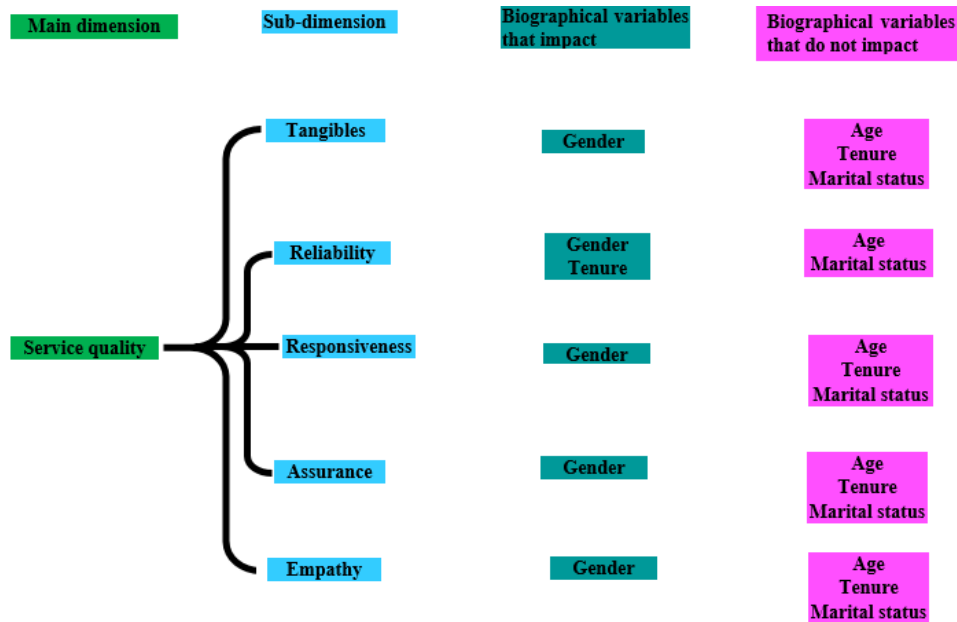 Main dimension
Sub-dimension
Biographical variables
that impact
Biographical variables
that do not impact
Tangibles
Gender
Age
Tenure
Marital status
Reliability
Gender
Tenure
Age
Marital status
Service quality
Responsiveness
Gender
Age
Tenure
Marital status
Assurance
Gender
Age
Tenure
Marital status
Empathy
Gender
Age
Tenure
Marital status